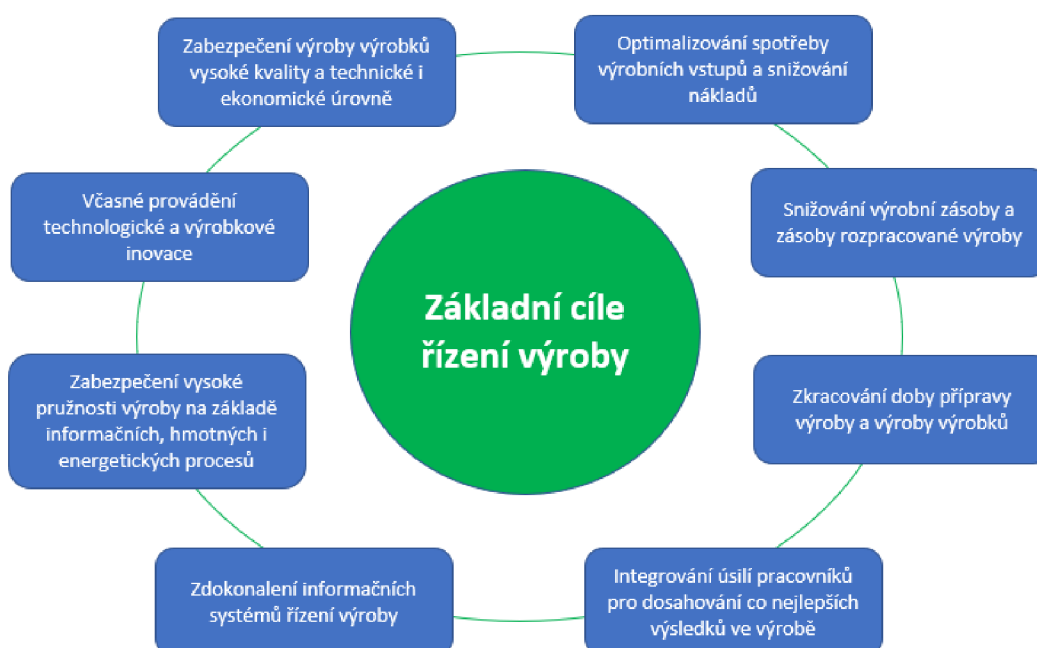 Zabezpečení výroby výrobků
vysoké kvality a technické i
ekonomické úrovně
Optimalizování spotřeby
výrobních vstupů a snižování
nákladů
Včasné provádění
technologické a výrobkové
inovace
Snižování výrobní zásoby a
zásoby rozpracované výroby
Základní cíle
řízení výroby
Zabezpečení vysoké
pružnosti výroby na základě
informačních, hmotných i
energetických procesů
Zkracování doby přípravy
výroby a výroby výrobků
Zdokonalení informačních
systémů řízení výroby
Integrování úsilí pracovníků
pro dosahování co nejlepších
výsledků ve výrobě